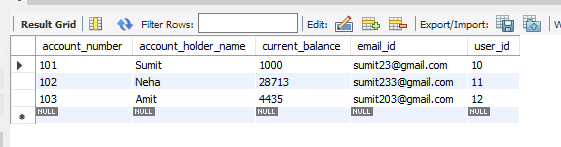 Result Grid Filter Rows: Edit: Export/Import: W
account_number account_holder_name current_balance email_id user_id
101 Sumit 1000 sumit23@gmail.com 10
102 Neha 28713 sumit233@gmail.com 11
103 Amit 4435 sumit203@gmail.com 12
NULL NULL NULL NULL NULL